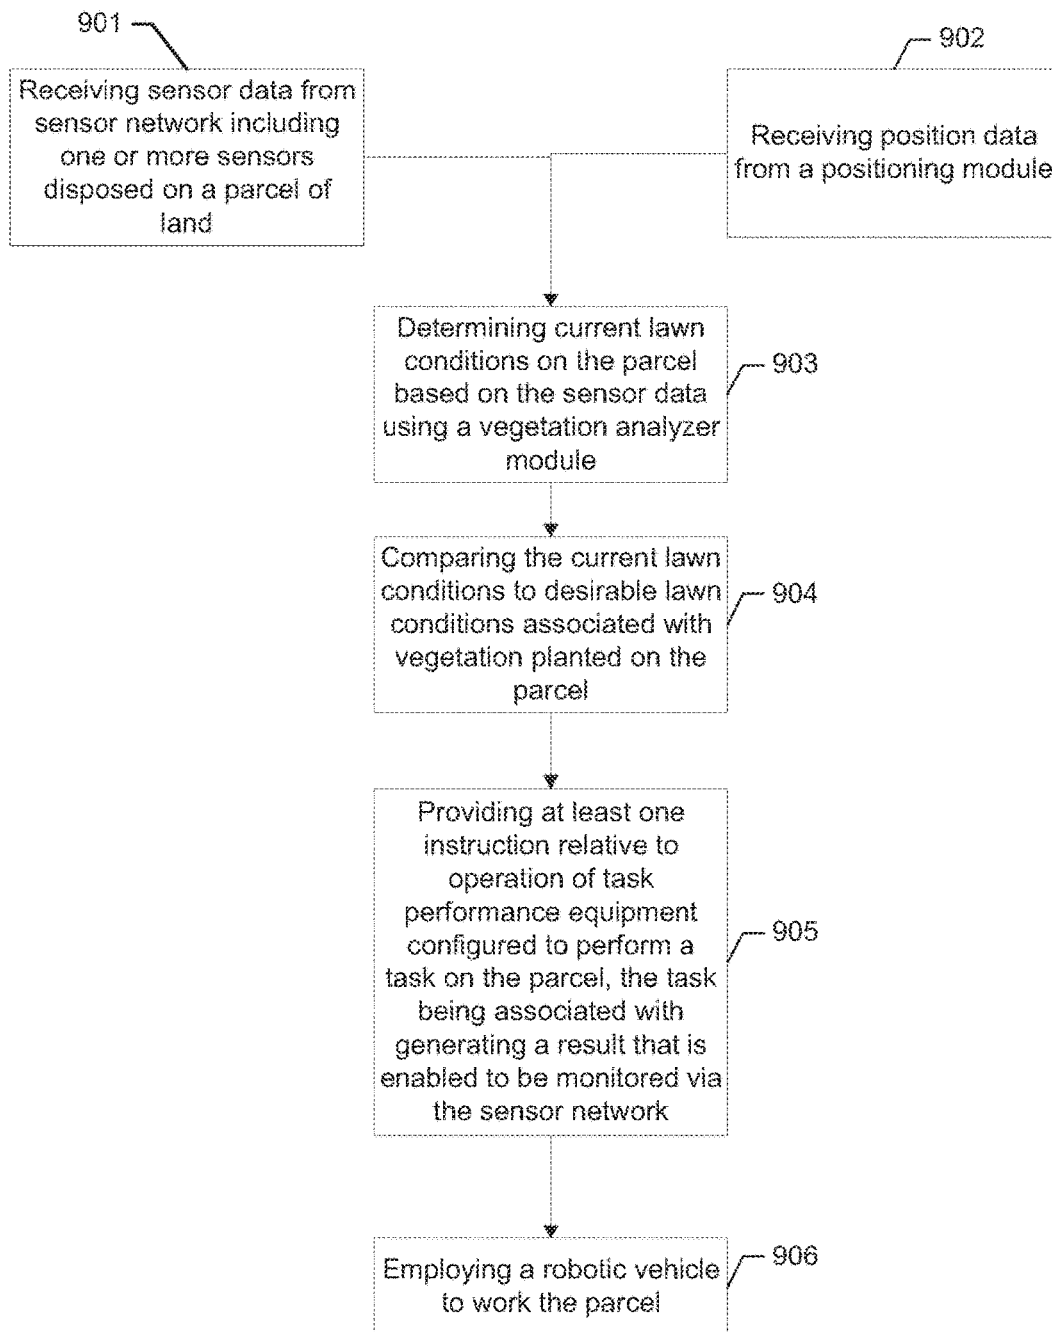 901
902
Receiving sensor data from
sensor network including
one or more sensors
disposed on a parcel of
land
Receiving position data
from a positioning module
Determining current lawn
conditions on the parcel
based on the sensor data
using a vegetation analyzer
module
903
Comparing the current lawn
conditions to desirable lawn
conditions associated with
vegetation planted on the
parcel
904
Providing at least one
instruction relative to
operation of task
performance equipment
configured to perform a
task on the parcel, the task
being associated with
generating a result that is
enabled to be monitored via
the sensor network
905
Employing a robotic vehicle
to work the parcel
906